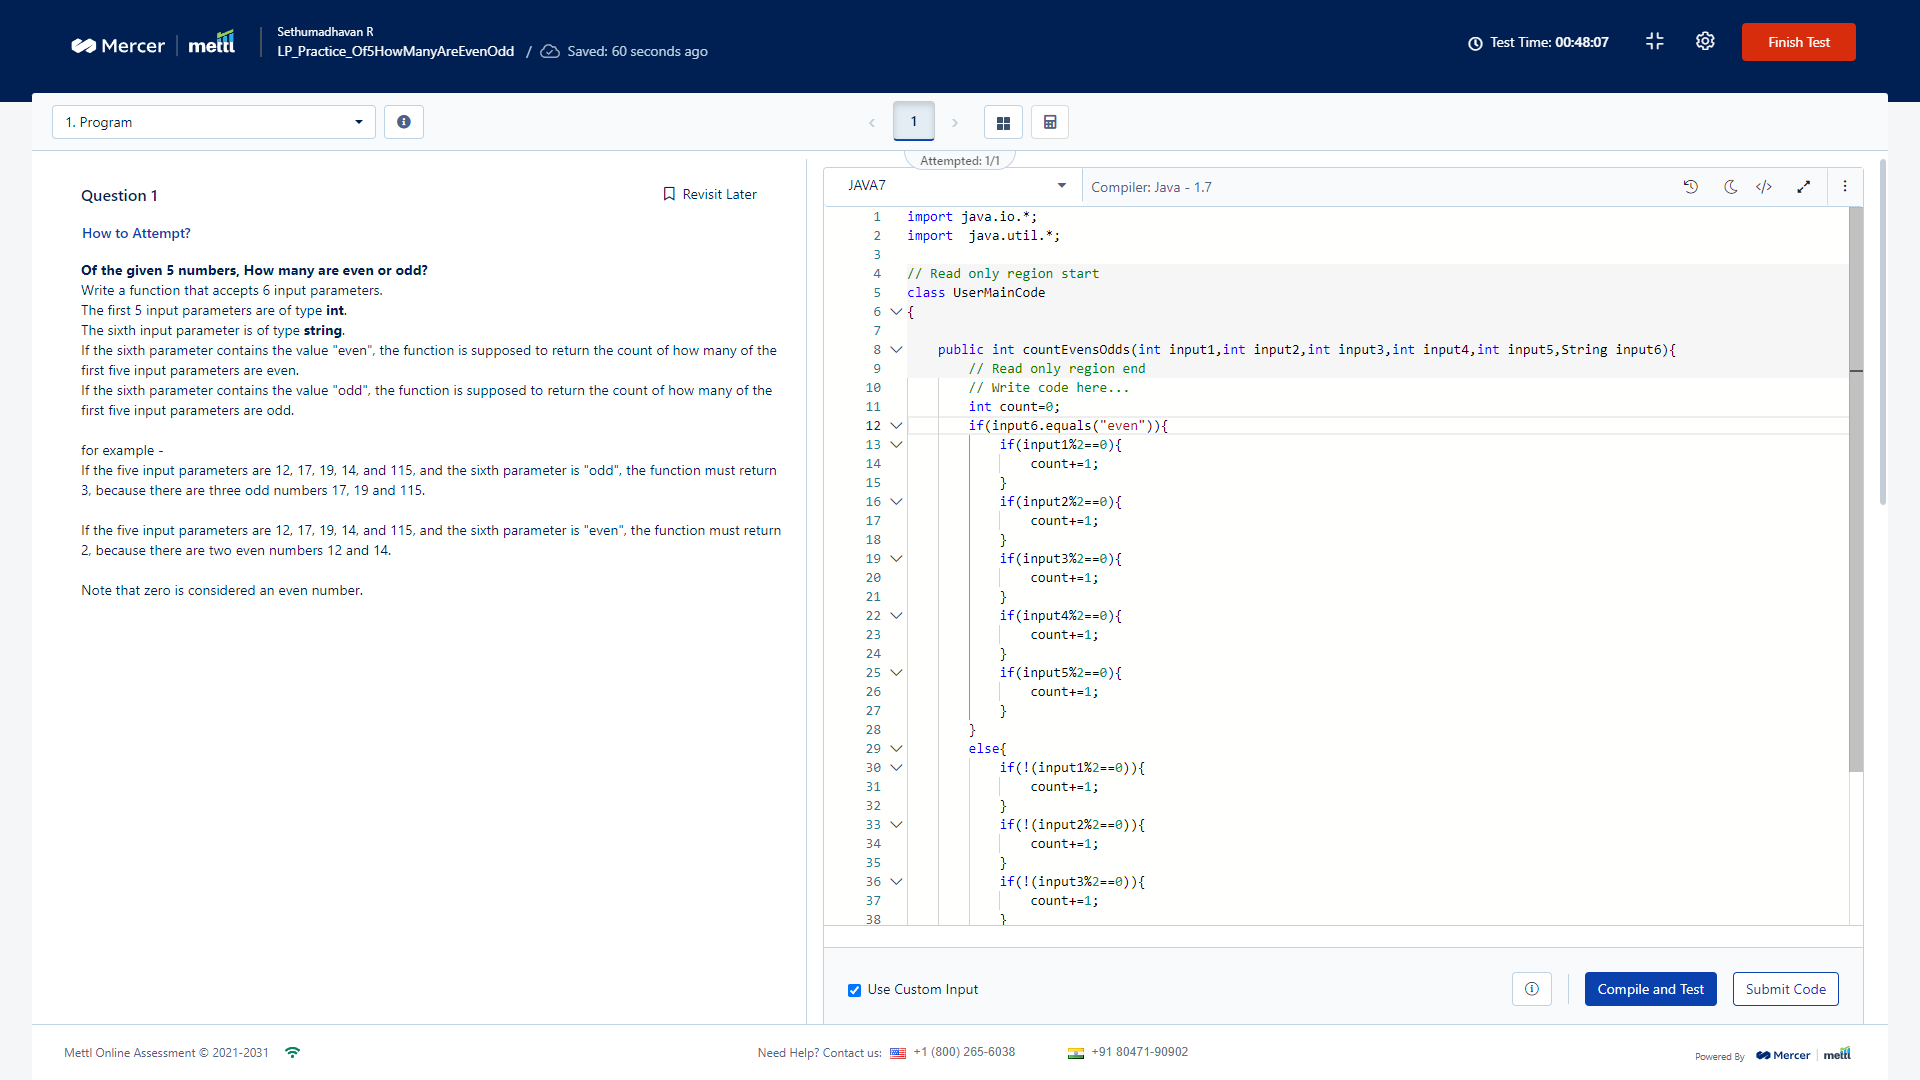 Mercer mettl
Sethumadhavan R
LP_Practice_Of5HowManyAreEvenOdd / Saved: 60 seconds ago
Test Time: 00:48:07
Finish Test
1. Program
1
Attempted: 1/1
Question 1
Revisit Later
How to Attempt?
Of the given 5 numbers, How many are even or odd?
Write a function that accepts 6 input parameters.
The first 5 input parameters are of type int.
The sixth input parameter is of type string.
If the sixth parameter contains the value "even", the function is supposed to return the count of how many of the
first five input parameters are even.
If the sixth parameter contains the value "odd", the function is supposed to return the count of how many of the
first five input parameters are odd.
for example -
If the five input parameters are 12, 17, 19, 14, and 115, and the sixth parameter is "odd", the function must return
3, because there are three odd numbers 17, 19 and 115.
If the five input parameters are 12, 17, 19, 14, and 115, and the sixth parameter is "even", the function must return
2, because there are two even numbers 12 and 14.
Note that zero is considered an even number.
JAVA7
Compiler: Java - 1.7
1 import java.io.*;
2 import  java.util.*;
3
4 // Read only region start
5 class UserMainCode
6 {
7
8     public int countEvensOdds(int input1,int input2,int input3,int input4,int input5,String input6){
9         // Read only region end
10         // Write code here...
11         int count=0;
12         if(input6.equals("even")){
13             if(input1%2==0){
14                 count+=1;
15             }
16             if(input2%2==0){
17                 count+=1;
18             }
19             if(input3%2==0){
20                 count+=1;
21             }
22             if(input4%2==0){
23                 count+=1;
24             }
25             if(input5%2==0){
26                 count+=1;
27             }
28         }
29         else{
30             if(!(input1%2==0)){
31                 count+=1;
32             }
33             if(!(input2%2==0)){
34                 count+=1;
35             }
36             if(!(input3%2==0)){
37                 count+=1;
38             }
Use Custom Input
Compile and Test
Submit Code
Mettl Online Assessment © 2021-2031
Need Help? Contact us: +1 (800) 265-6038
+91 80471-90902
Powered By Mercer mettl